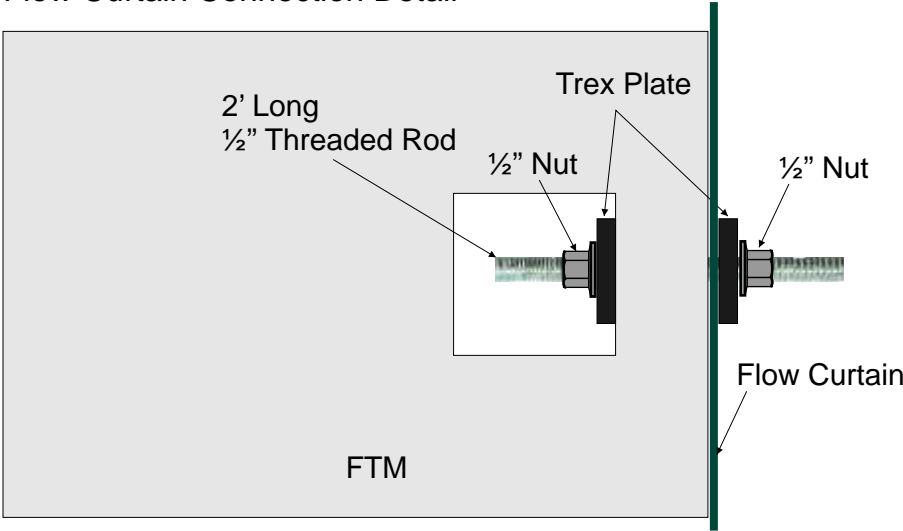 Flow Curtain Connection Detail
Trex Plate
2’ Long
½” Threaded Rod
½” Nut
½” Nut
Flow Curtain
FTM